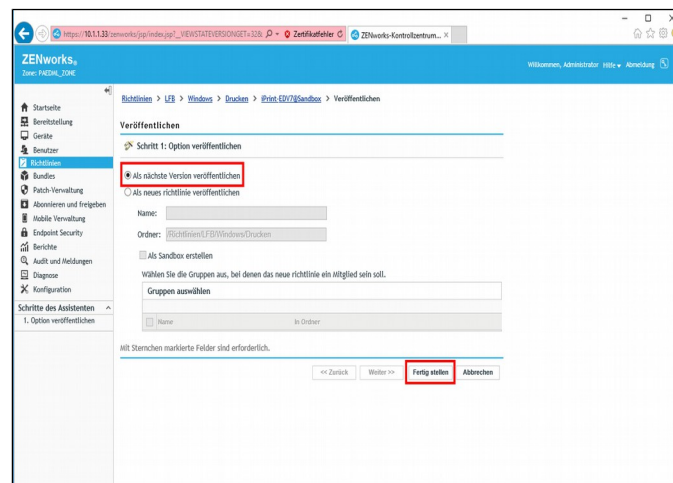 https://10.1.1.33/zenworks/jsp/index.jsp?__VIEWSTATEVERSIONGET=32&
Zertifikatfehler
ZENworks-Kontrollzentrum...
ZENworks®
Zone: PAEDML_ZONE
Willkommen, Administrator Hilfe Abmeldung
Startseite
Bereitstellung
Geräte
Benutzer
Richtlinien
Bundles
Patch-Verwaltung
Abonnieren und freigeben
Mobile Verwaltung
Endpoint Security
Berichte
Audit und Meldungen
Diagnose
Konfiguration
Schritte des Assistenten
1. Option veröffentlichen
Richtlinien > LFB > Windows > Drucken > iPrint-EDV7@Sandbox > Veröffentlichen
Veröffentlichen
Schritt 1: Option veröffentlichen
Als nächste Version veröffentlichen
Als neues richtlinie veröffentlichen
Name:
Ordner: /Richtlinien/LFB/Windows/Drucken
Als Sandbox erstellen
Wählen Sie die Gruppen aus, bei denen das neue richtlinie ein Mitglied sein soll.
Gruppen auswählen
Name In Ordner
Mit Sternchen markierte Felder sind erforderlich.
<< Zurück Weiter >> Fertig stellen Abbrechen